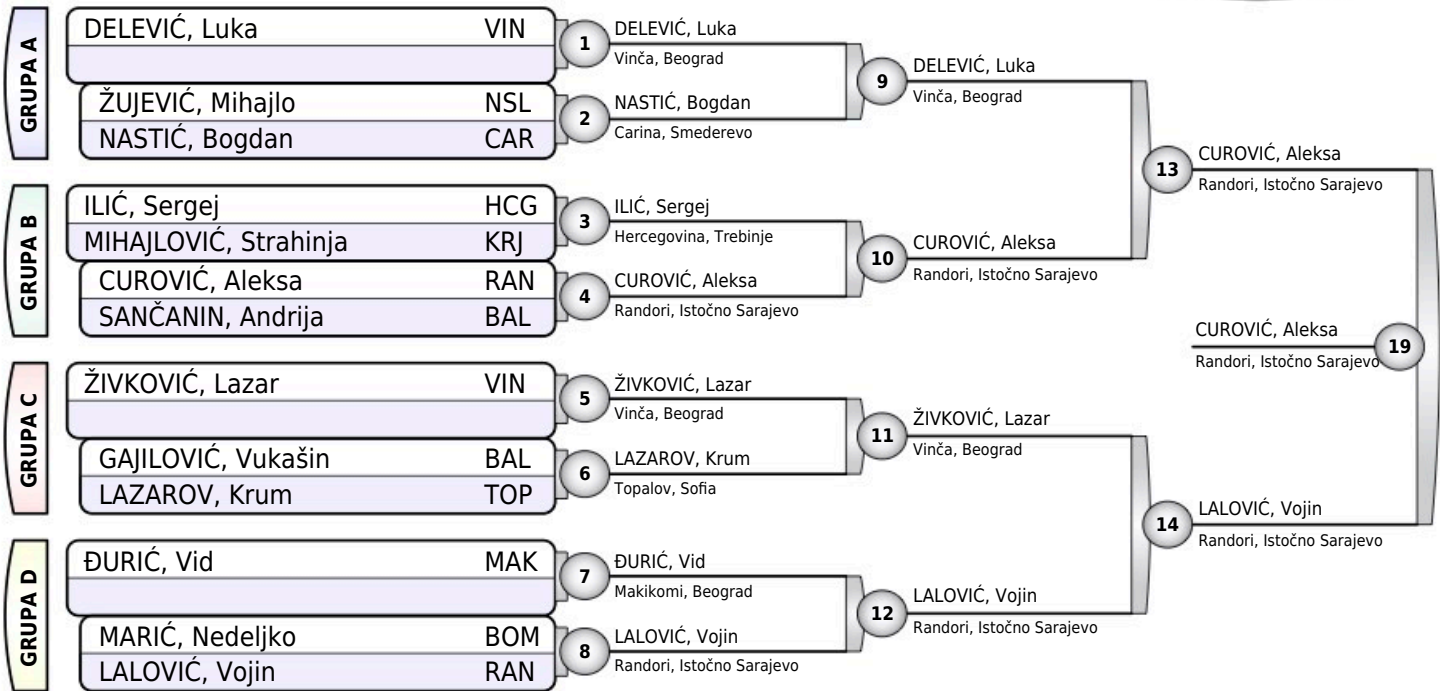 GRUPA A
DELEVIĆ, Luka VIN
ŽUJEVIĆ, Mihajlo NSL
NASTIĆ, Bogdan CAR
GRUPA B
ILIĆ, Sergej HCG
MIHAJLOVIĆ, Strahinja KRJ
CUROVIĆ, Aleksa RAN
SANČANIN, Andrija BAL
GRUPA C
ŽIVKOVIĆ, Lazar VIN
GAJILOVIĆ, Vukašin BAL
LAZAROV, Krum TOP
GRUPA D
ĐURIĆ, Vid MAK
MARIĆ, Nedeljko BOM
LALOVIĆ, Vojin RAN
1 DELEVIĆ, Luka
Vinča, Beograd
2 NASTIĆ, Bogdan
Carina, Smederevo
3 ILIĆ, Sergej
Hercegovina, Trebinje
4 CUROVIĆ, Aleksa
Randori, Istočno Sarajevo
5 ŽIVKOVIĆ, Lazar
Vinča, Beograd
6 LAZAROV, Krum
Topalov, Sofia
7 ĐURIĆ, Vid
Makikomi, Beograd
8 LALOVIĆ, Vojin
Randori, Istočno Sarajevo
9 DELEVIĆ, Luka
Vinča, Beograd
10 CUROVIĆ, Aleksa
Randori, Istočno Sarajevo
11 ŽIVKOVIĆ, Lazar
Vinča, Beograd
12 LALOVIĆ, Vojin
Randori, Istočno Sarajevo
13 CUROVIĆ, Aleksa
Randori, Istočno Sarajevo
14 LALOVIĆ, Vojin
Randori, Istočno Sarajevo
CUROVIĆ, Aleksa 19
Randori, Istočno Sarajevo